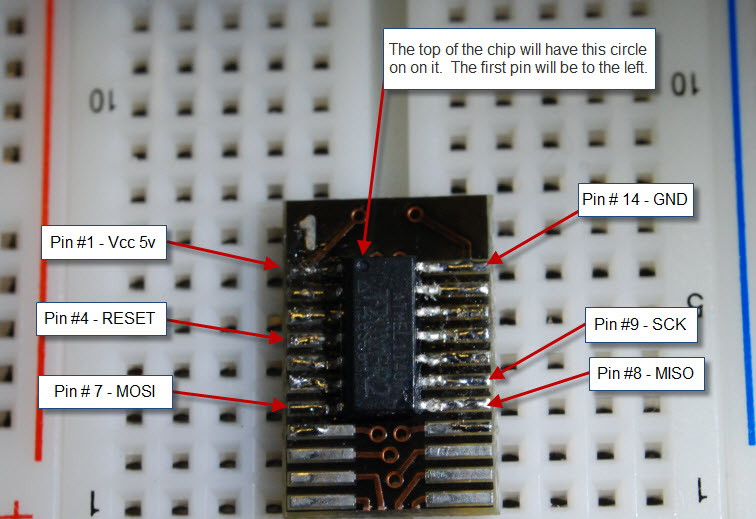 The top of the chip will have this circle
on on it. The first pin will be to the left.
10
10
Pin # 14 - GND
1
Pin #1 - Vcc 5v
5
Pin #4 - RESET
Pin #9 - SCK
Pin #8 - MISO
Pin # 7 - MOSI
1
1
+